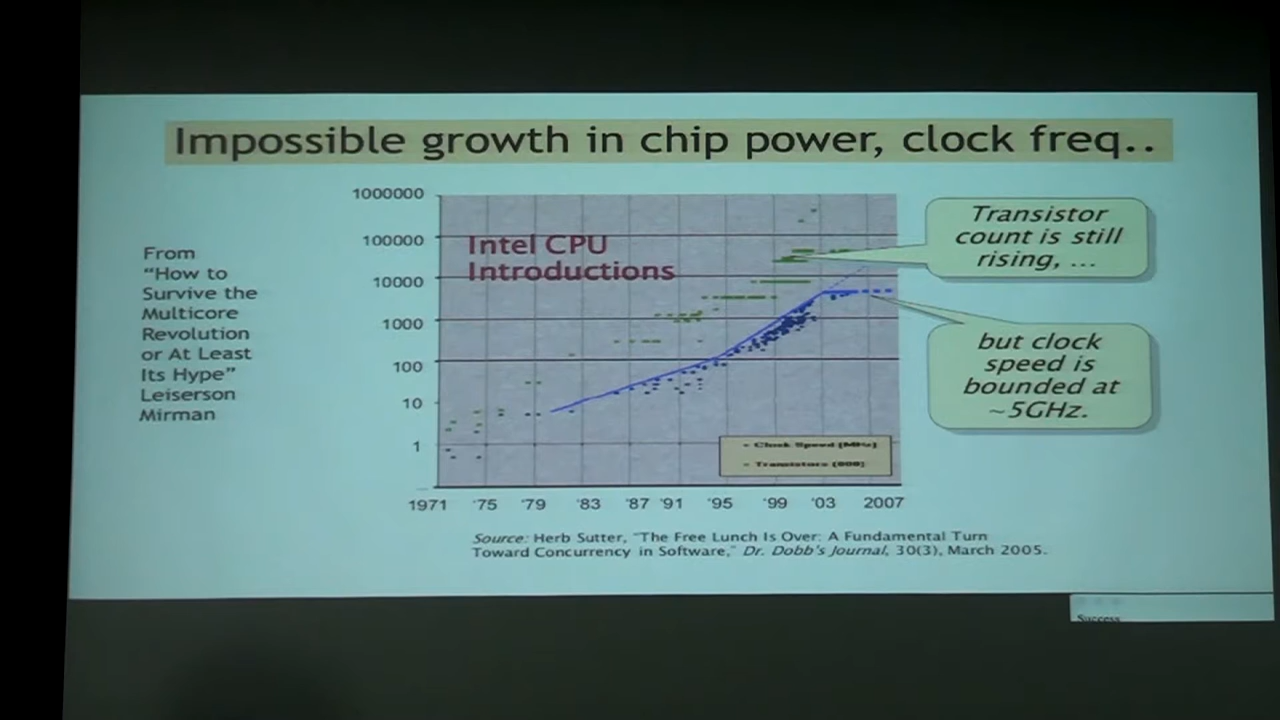 Impossible growth in chip power, clock freq..
From
“How to
Survive the
Multicore
Revolution
or At Least
Its Hype”
Leiserson
Mirman
1000000
100000
10000
1000
100
10
1
Intel CPU
Introductions
Clock Speed (MHz)
Transistors (000)
1971 '75 '79 '83 '87 '91 '95 '99 '03 2007
Transistor
count is still
rising, ...
but clock
speed is
bounded at
~5GHz.
Source: Herb Sutter, "The Free Lunch Is Over: A Fundamental Turn
Toward Concurrency in Software," Dr. Dobb's Journal, 30(3), March 2005.
Success